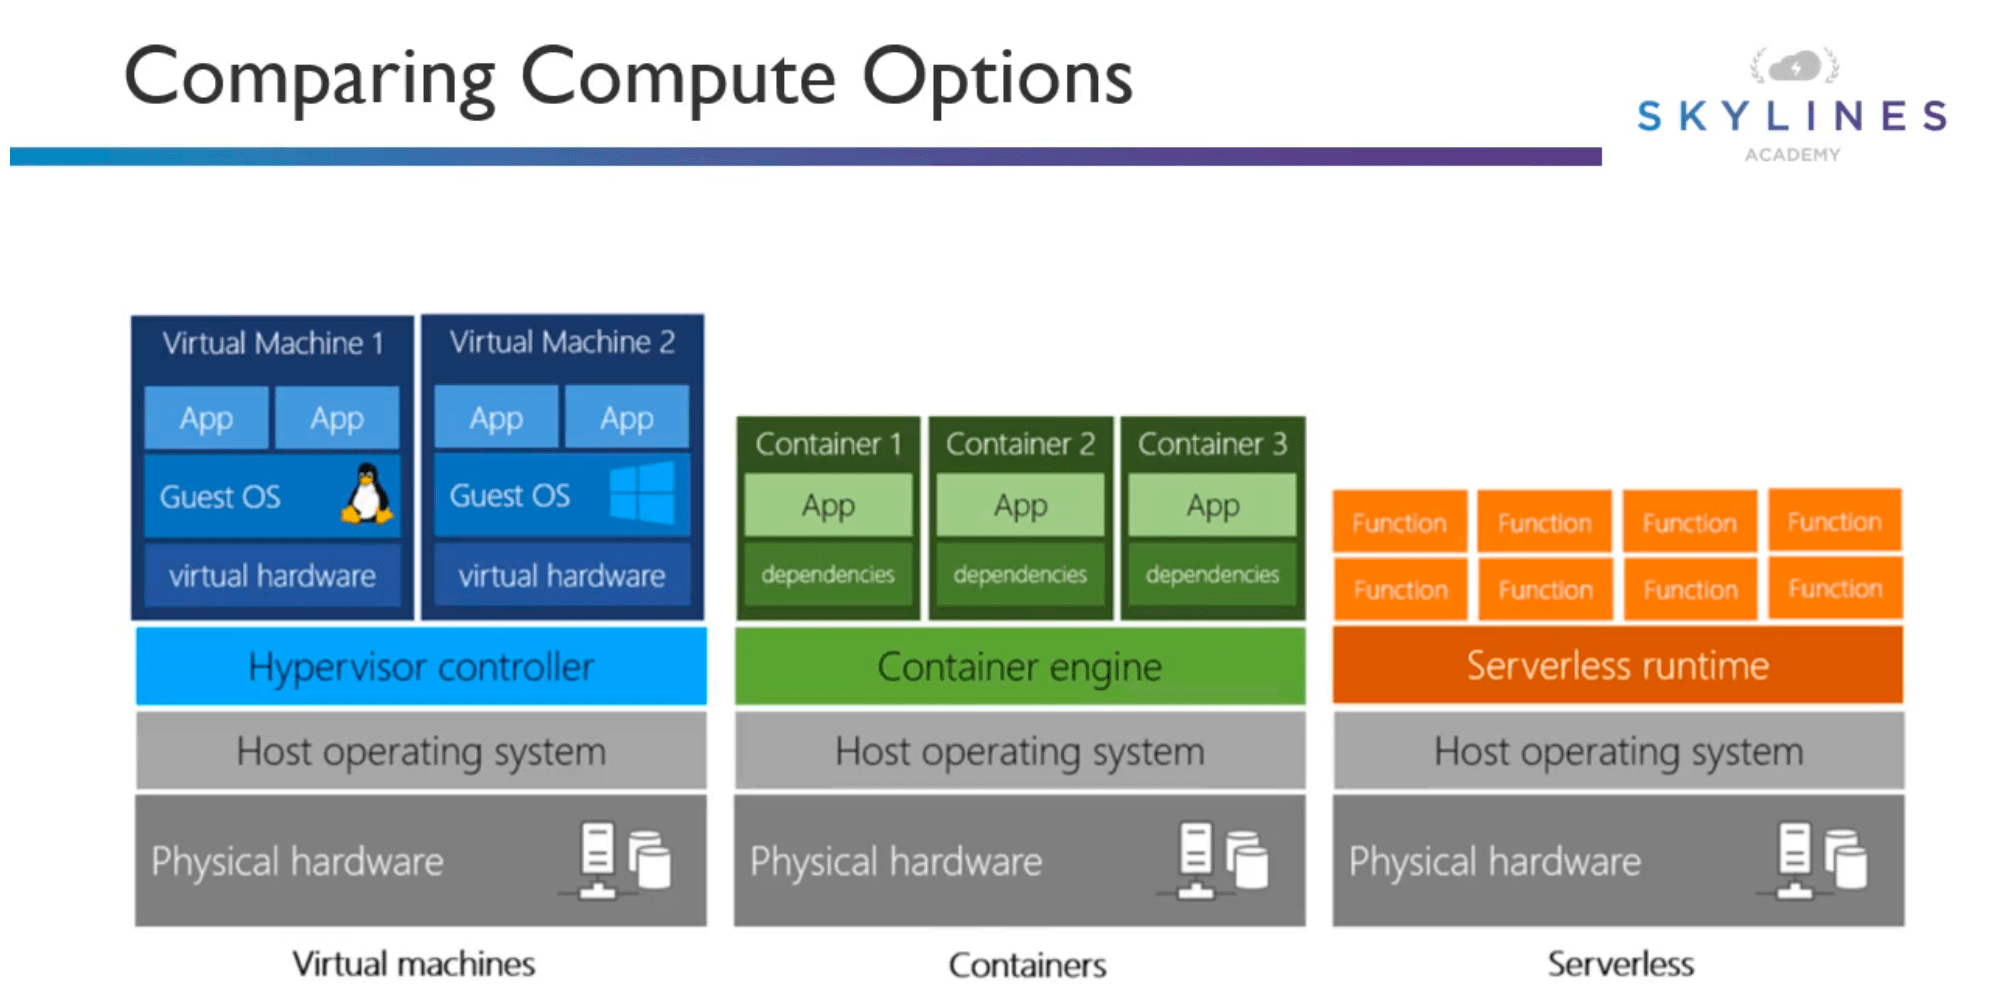 Comparing Compute Options
SKYLINES
ACADEMY
Virtual Machine 1
App App
Guest OS
virtual hardware
Virtual Machine 2
App App
Guest OS
virtual hardware
Hypervisor controller
Host operating system
Physical hardware
Virtual machines
Container 1
App
dependencies
Container 2
App
dependencies
Container 3
App
dependencies
Container engine
Host operating system
Physical hardware
Containers
Function Function Function Function
Function Function Function Function
Serverless runtime
Host operating system
Physical hardware
Serverless